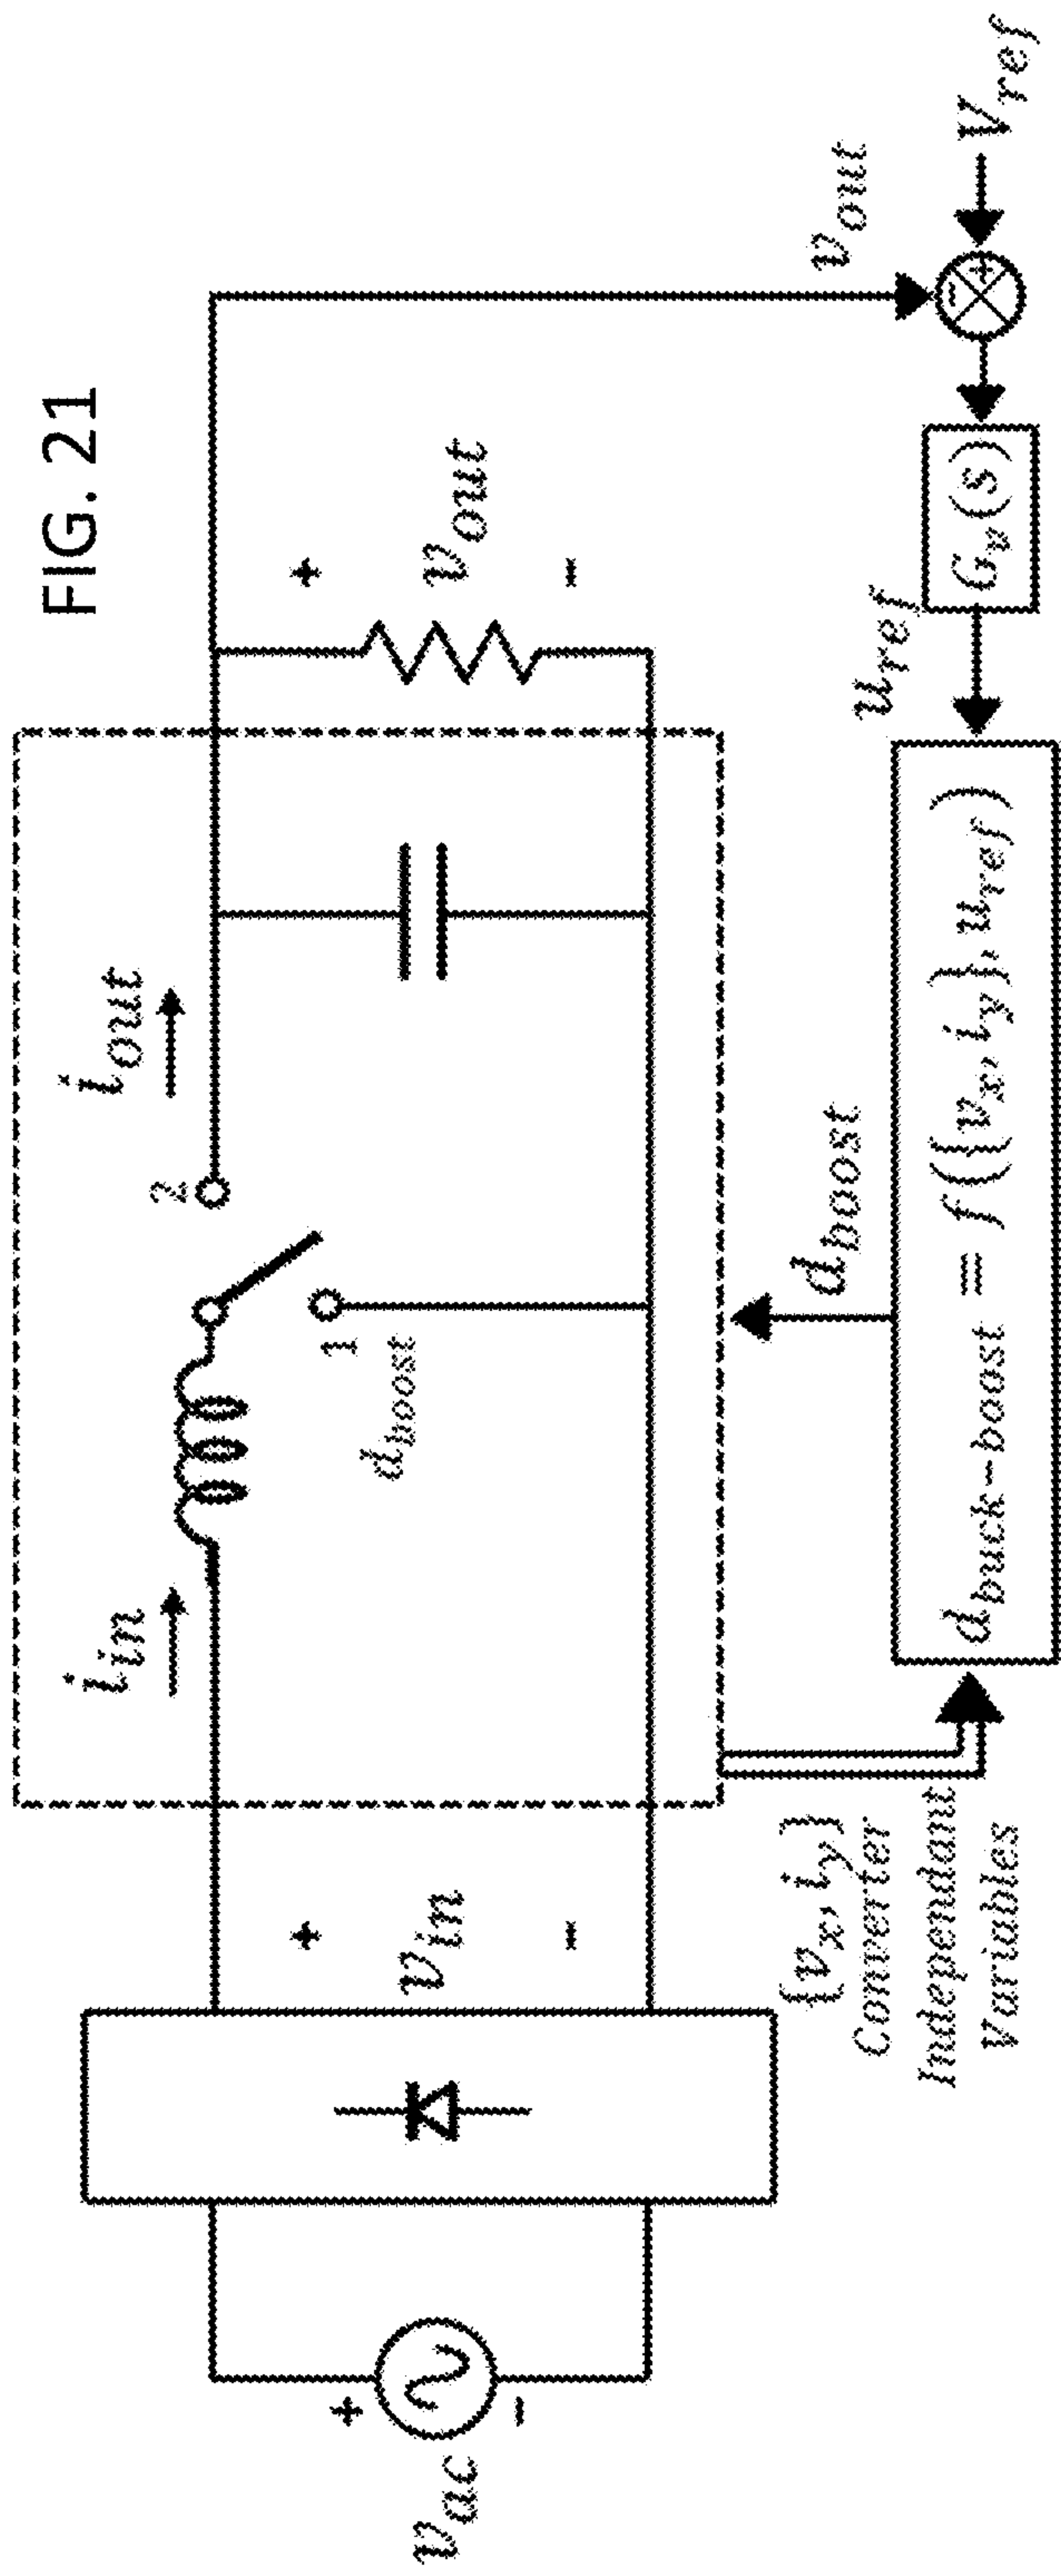 FIG. 21
i_in
i_out
2
1
d_boost
+
v_ac
−
+
v_in
−
+
v_out
−
{v_x, i_y}
Converter
Independant
Variables
d_boost
d_buck−boost = f({v_x, i_y}, u_ref)
u_ref
G_v(s)
v_out
−
+
V_ref